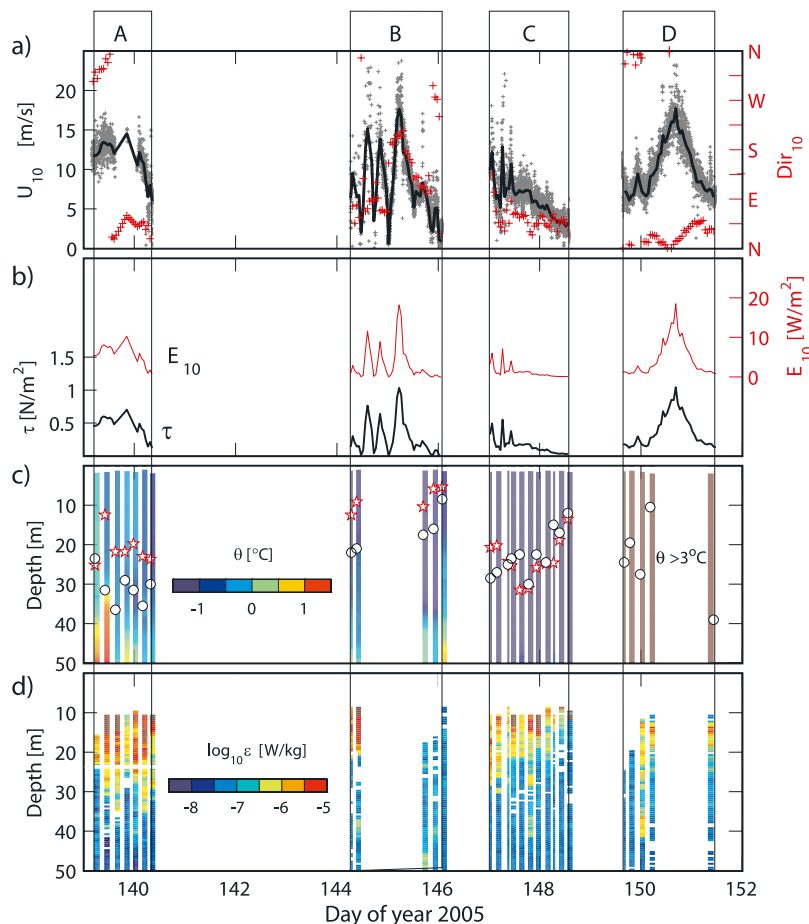 A B C D
a)
U10 [m/s]
20
15
10
5
0
N
W
S
E
N
Dir10
b)
E10
τ
τ [N/m²]
1.5
1
0.5
20
10
0
E10 [W/m²]
c)
Depth [m]
10
20
30
40
50
θ [°C]
-1 0 1
θ >3°C
d)
Depth [m]
10
20
30
40
50
log10ε [W/kg]
-8 -7 -6 -5
140 142 144 146 148 150 152
Day of year 2005